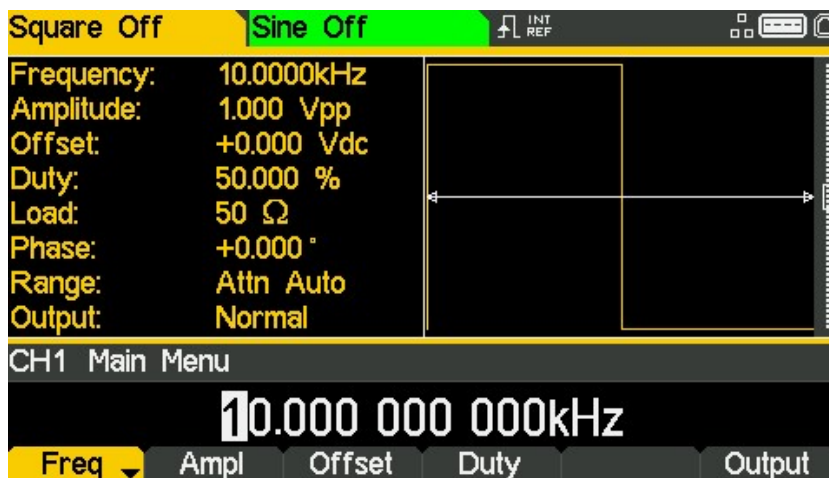 Square Off Sine Off INT REF
Frequency: 10.0000kHz
Amplitude: 1.000 Vpp
Offset: +0.000 Vdc
Duty: 50.000 %
Load: 50 Ω
Phase: +0.000°
Range: Attn Auto
Output: Normal
CH1 Main Menu
10.000 000 000kHz
Freq Ampl Offset Duty Output